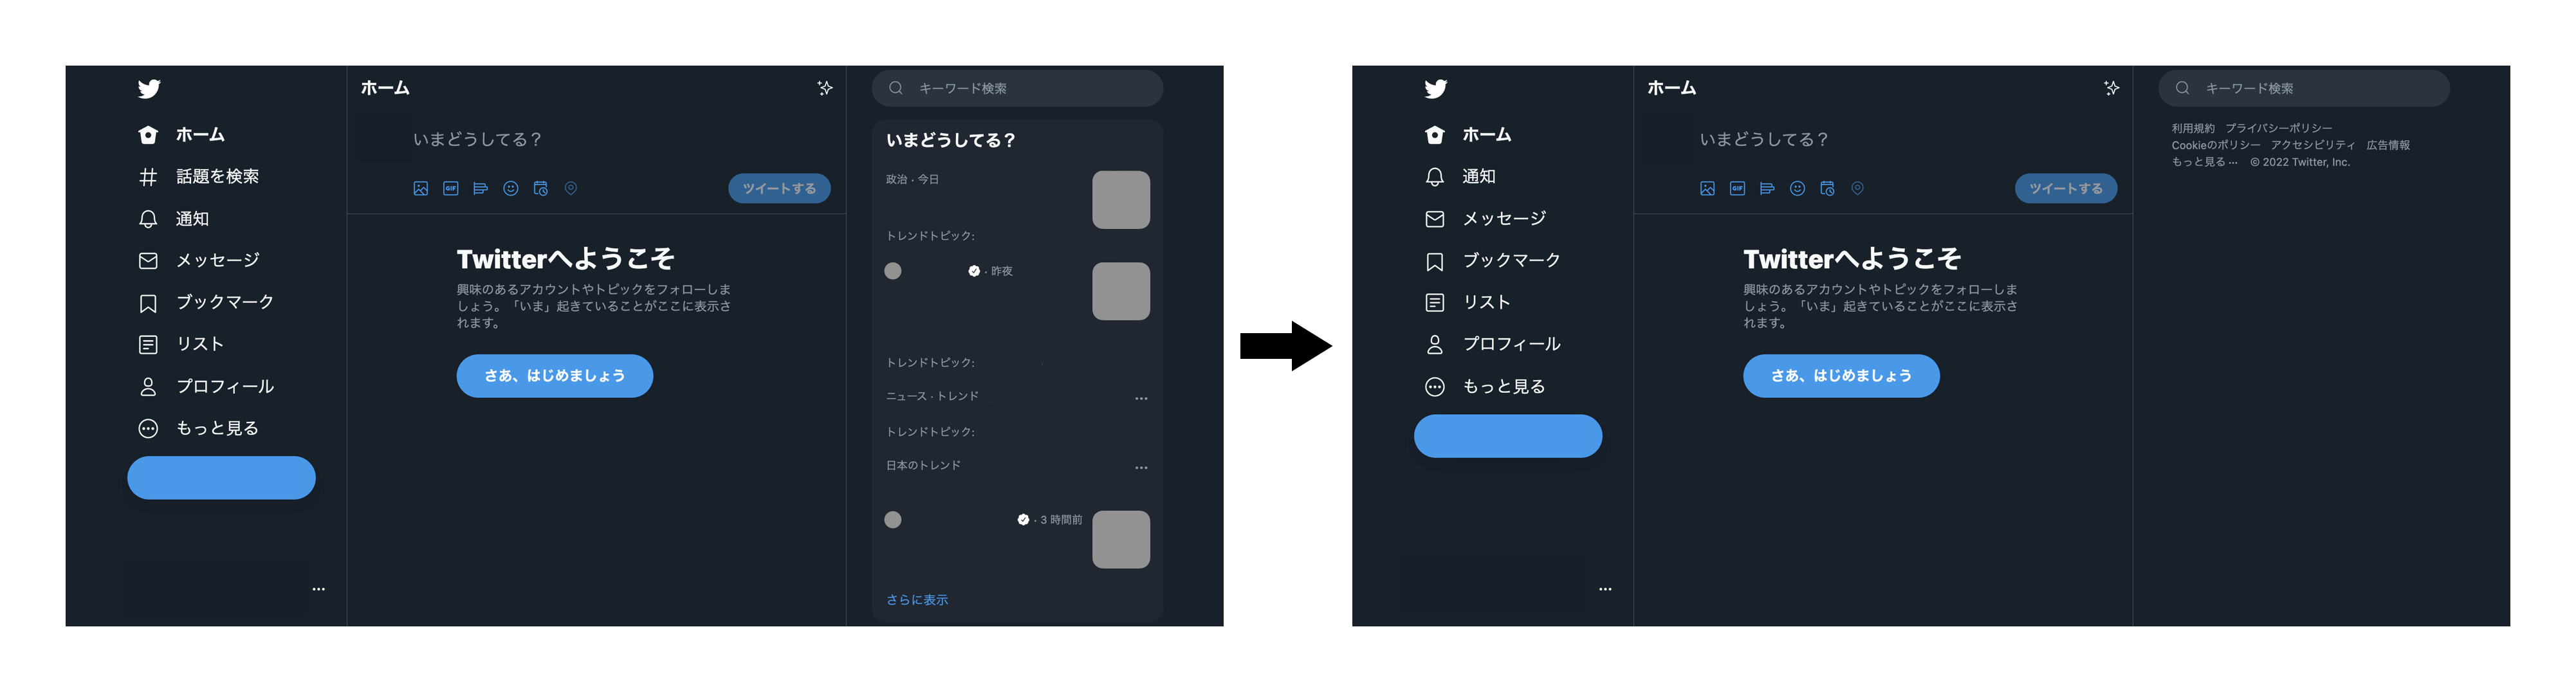 ホーム
話題を検索
通知
メッセージ
ブックマーク
リスト
プロフィール
もっと見る
ホーム
いまどうしてる？
GIF
ツイートする
Twitterへようこそ
興味のあるアカウントやトピックをフォローしま
しょう。「いま」起きていることがここに表示さ
れます。
さあ、はじめましょう
キーワード検索
いまどうしてる？
政治 · 今日
トレンドトピック:
· 昨夜
トレンドトピック:
ニュース · トレンド
トレンドトピック:
日本のトレンド
· 3 時間前
さらに表示
ホーム
通知
メッセージ
ブックマーク
リスト
プロフィール
もっと見る
ホーム
いまどうしてる？
GIF
ツイートする
Twitterへようこそ
興味のあるアカウントやトピックをフォローしま
しょう。「いま」起きていることがここに表示さ
れます。
さあ、はじめましょう
キーワード検索
利用規約 プライバシーポリシー
Cookieのポリシー アクセシビリティ 広告情報
もっと見る ··· © 2022 Twitter, Inc.